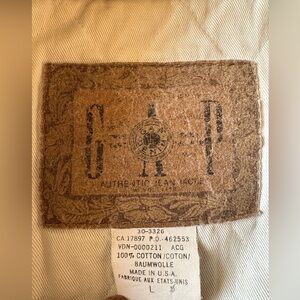 GAP
AUTHENTIC JEAN JACKET
30-3326
CA 17897 P.O.-462553
VDN-0000211 ACG
100% COTTON/COTON/
BAUMWOLLE
MADE IN U.S.A.
FABRIQUE AUX ETATS-UNIS
L